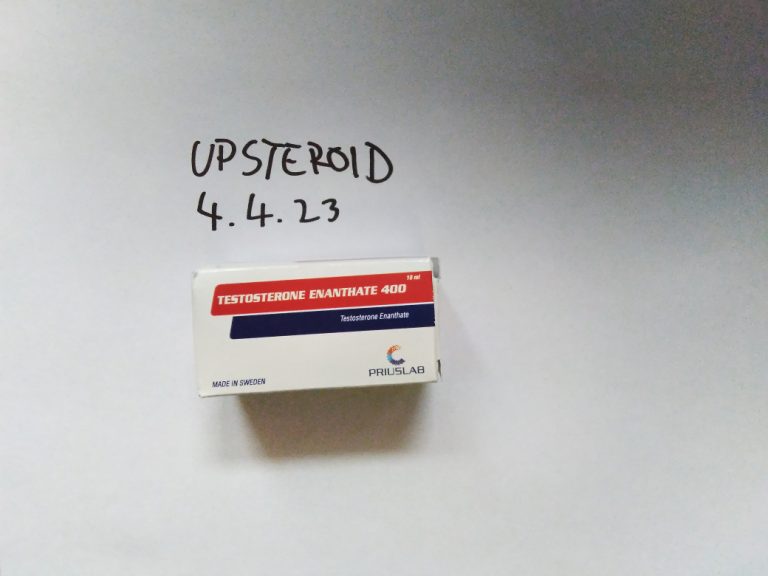 UPSTEROID
4.4.23
10 ml
TESTOSTERONE ENANTHATE 400
Testosterone Enanthate
PRIUSLAB
MADE IN SWEDEN